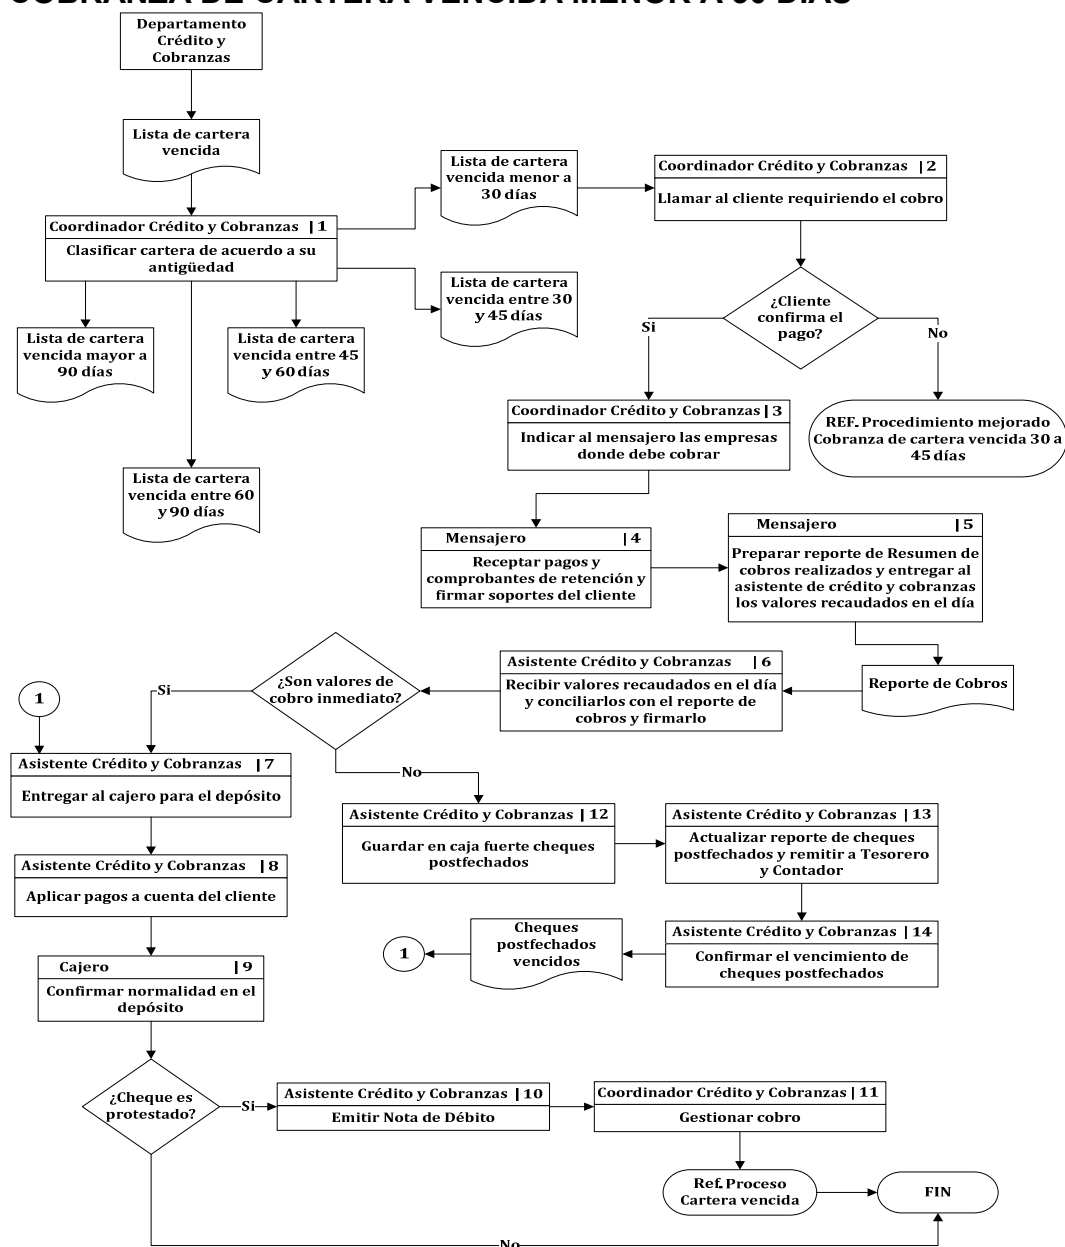 COBRANZA DE CARTERA VENCIDA MENOR A 30 DÍAS
Departamento
Crédito y
Cobranzas
Lista de cartera
vencida
Coordinador Crédito y Cobranzas |1
Clasificar cartera de acuerdo a su
antigüedad
Lista de cartera
vencida menor a
30 días
Coordinador Crédito y Cobranzas |2
Llamar al cliente requiriendo el cobro
Lista de cartera
vencida entre 30
y 45 días
Lista de cartera
vencida mayor a
90 días
Lista de cartera
vencida entre 45
y 60 días
Lista de cartera
vencida entre 60
y 90 días
¿Cliente
confirma el
pago?
Si
No
Coordinador Crédito y Cobranzas |3
Indicar al mensajero las empresas
donde debe cobrar
REF. Procedimiento mejorado
Cobranza de cartera vencida 30 a
45 días
Mensajero |4
Receptar pagos y
comprobantes de retención y
firmar soportes del cliente
Mensajero |5
Preparar reporte de Resumen de
cobros realizados y entregar al
asistente de crédito y cobranzas
los valores recaudados en el día
Reporte de Cobros
Asistente Crédito y Cobranzas |6
Recibir valores recaudados en el día
y conciliarlos con el reporte de
cobros y firmarlo
¿Son valores de
cobro inmediato?
Si
No
1
Asistente Crédito y Cobranzas |7
Entregar al cajero para el depósito
Asistente Crédito y Cobranzas |8
Aplicar pagos a cuenta del cliente
Cajero |9
Confirmar normalidad en el
depósito
Asistente Crédito y Cobranzas |12
Guardar en caja fuerte cheques
postfechados
Asistente Crédito y Cobranzas |13
Actualizar reporte de cheques
postfechados y remitir a Tesorero
y Contador
Asistente Crédito y Cobranzas |14
Confirmar el vencimiento de
cheques postfechados
Cheques
postfechados
vencidos
1
¿Cheque es
protestado?
Si
Asistente Crédito y Cobranzas |10
Emitir Nota de Débito
Coordinador Crédito y Cobranzas |11
Gestionar cobro
Ref. Proceso
Cartera vencida
FIN
No